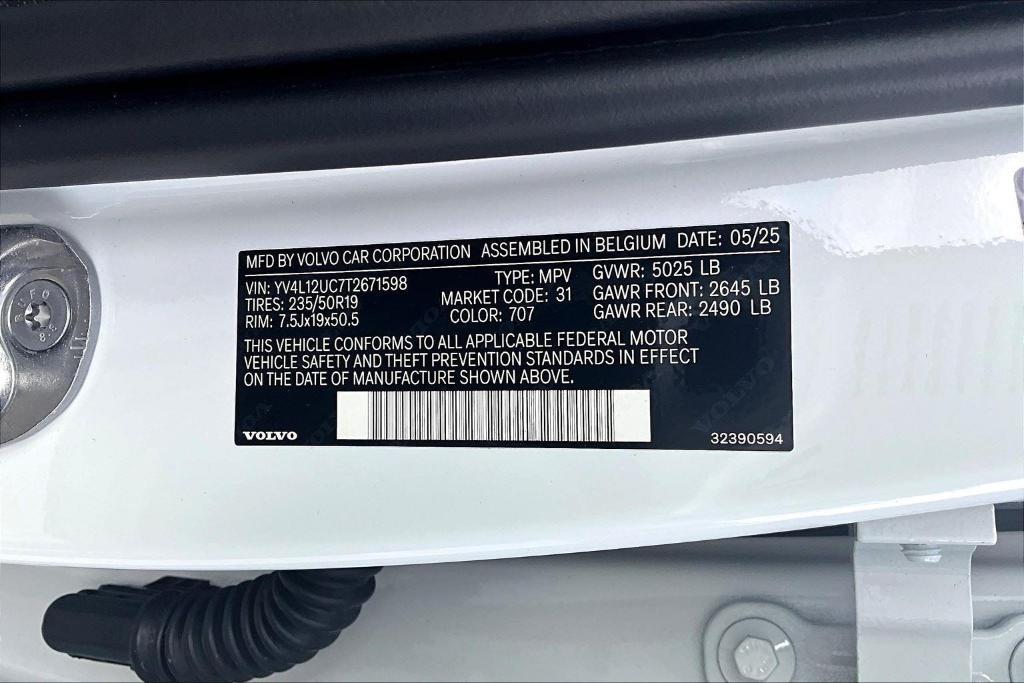 MFD BY VOLVO CAR CORPORATION ASSEMBLED IN BELGIUM DATE: 05/25
VIN: YV4L12UC7T2671598 TYPE: MPV GVWR: 5025 LB
TIRES: 235/50R19 MARKET CODE: 31 GAWR FRONT: 2645 LB
RIM: 7.5Jx19x50.5 COLOR: 707 GAWR REAR: 2490 LB
THIS VEHICLE CONFORMS TO ALL APPLICABLE FEDERAL MOTOR
VEHICLE SAFETY AND THEFT PREVENTION STANDARDS IN EFFECT
ON THE DATE OF MANUFACTURE SHOWN ABOVE.
VOLVO 32390594